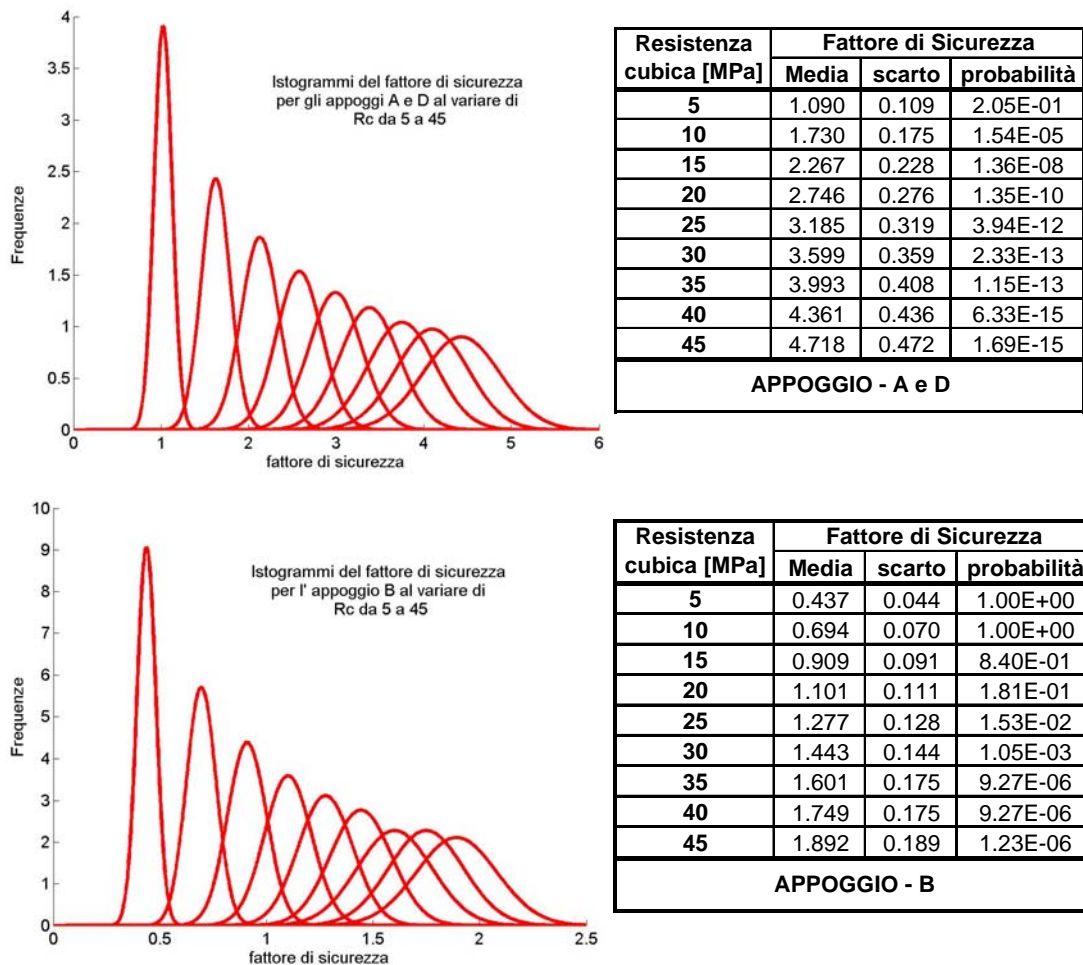 4
3.5
3
2.5
2
1.5
1
0.5
0
Frequenze
Istogrammi del fattore di sicurezza
per gli appoggi A e D al variare di
Rc da 5 a 45
0 1 2 3 4 5 6
fattore di sicurezza
Resistenza cubica [MPa] Fattore di Sicurezza
Media scarto probabilità
5 1.090 0.109 2.05E-01
10 1.730 0.175 1.54E-05
15 2.267 0.228 1.36E-08
20 2.746 0.276 1.35E-10
25 3.185 0.319 3.94E-12
30 3.599 0.359 2.33E-13
35 3.993 0.408 1.15E-13
40 4.361 0.436 6.33E-15
45 4.718 0.472 1.69E-15
APPOGGIO - A e D
10
9
8
7
6
5
4
3
2
1
0
Frequenze
Istogrammi del fattore di sicurezza
per l' appoggio B al variare di
Rc da 5 a 45
0 0.5 1 1.5 2 2.5
fattore di sicurezza
Resistenza cubica [MPa] Fattore di Sicurezza
Media scarto probabilità
5 0.437 0.044 1.00E+00
10 0.694 0.070 1.00E+00
15 0.909 0.091 8.40E-01
20 1.101 0.111 1.81E-01
25 1.277 0.128 1.53E-02
30 1.443 0.144 1.05E-03
35 1.601 0.175 9.27E-06
40 1.749 0.175 9.27E-06
45 1.892 0.189 1.23E-06
APPOGGIO - B